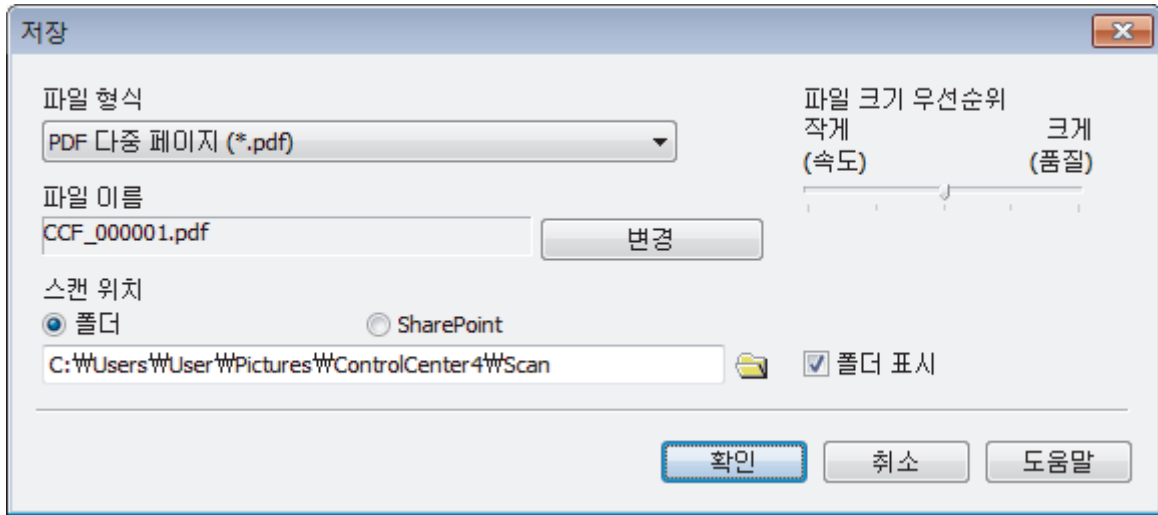 저장
파일 형식
PDF 다중 페이지 (*.pdf)
파일 크기 우선순위
작게 크게
(속도) (품질)
파일 이름
CCF_000001.pdf
변경
스캔 위치
폴더 SharePoint
C:₩Users₩User₩Pictures₩ControlCenter4₩Scan
폴더 표시
확인 취소 도움말